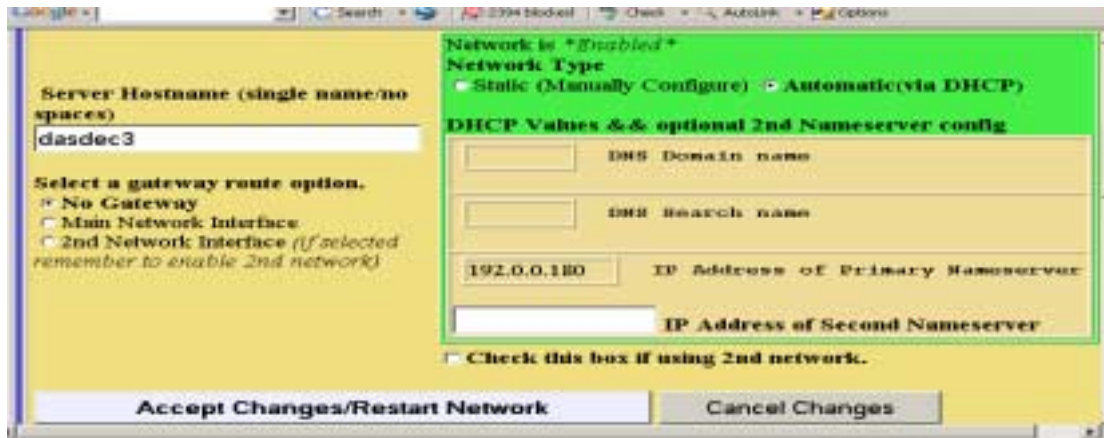 Google
Search
2394 blocked
Check
AutoLink
Options
Server Hostname (single name/no
spaces)
dasdec3
Select a gateway route option.
No Gateway
Main Network Interface
2nd Network Interface (if selected
remember to enable 2nd network)
Network is *Enabled*
Network Type
Static (Manually Configure) Automatic(via DHCP)
DHCP Values && optional 2nd Nameserver config
DNS Domain name
DNS Search name
192.0.0.180 IP Address of Primary Nameserver
IP Address of Second Nameserver
Check this box if using 2nd network.
Accept Changes/Restart Network
Cancel Changes